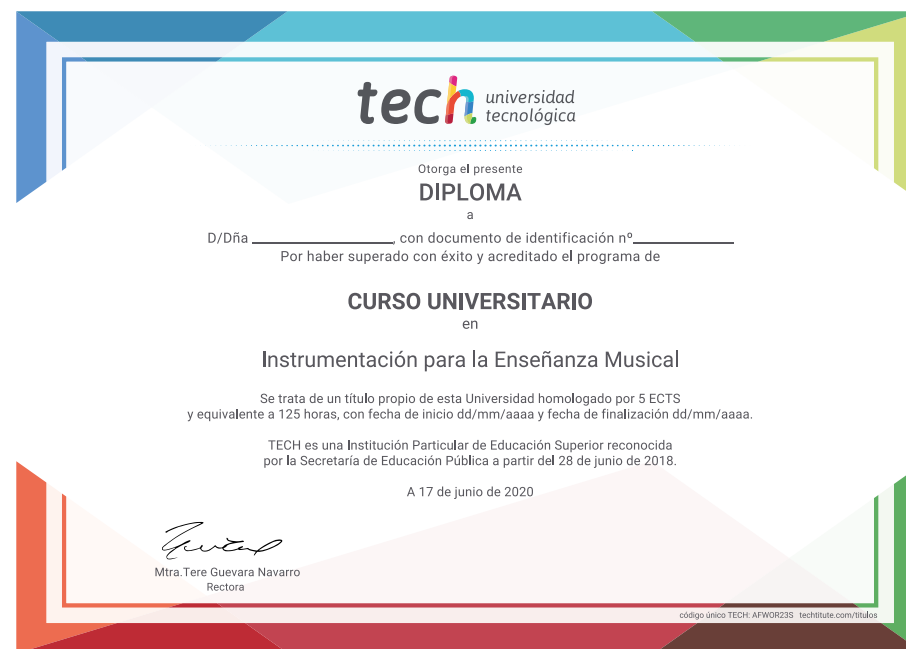 tech universidad
tecnológica
Otorga el presente
DIPLOMA
a
D/Dña ____________________, con documento de identificación nº______________
Por haber superado con éxito y acreditado el programa de
CURSO UNIVERSITARIO
en
Instrumentación para la Enseñanza Musical
Se trata de un título propio de esta Universidad homologado por 5 ECTS
y equivalente a 125 horas, con fecha de inicio dd/mm/aaaa y fecha de finalización dd/mm/aaaa.
TECH es una Institución Particular de Educación Superior reconocida
por la Secretaría de Educación Pública a partir del 28 de junio de 2018.
A 17 de junio de 2020
Mtra.Tere Guevara Navarro
Rectora
código único TECH: AFWOR23S techtitute.com/titulos